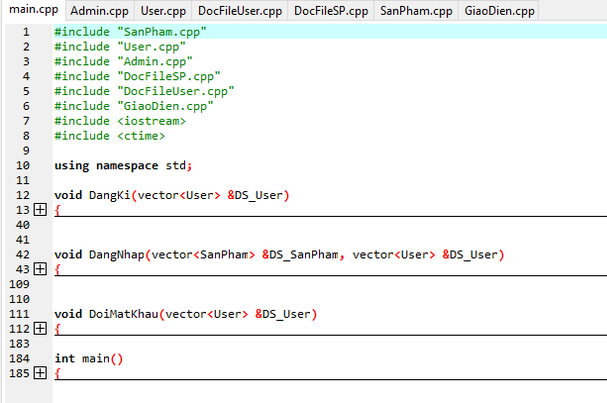 main.cpp Admin.cpp User.cpp DocFileUser.cpp DocFileSP.cpp SanPham.cpp GiaoDien.cpp
1 #include "SanPham.cpp"
2 #include "User.cpp"
3 #include "Admin.cpp"
4 #include "DocFileSP.cpp"
5 #include "DocFileUser.cpp"
6 #include "GiaoDien.cpp"
7 #include <iostream>
8 #include <ctime>
9
10 using namespace std;
11
12 void DangKi(vector<User> &DS_User)
13 {
40
41
42 void DangNhap(vector<SanPham> &DS_SanPham, vector<User> &DS_User)
43 {
109
110
111 void DoiMatKhau(vector<User> &DS_User)
112 {
183
184 int main()
185 {